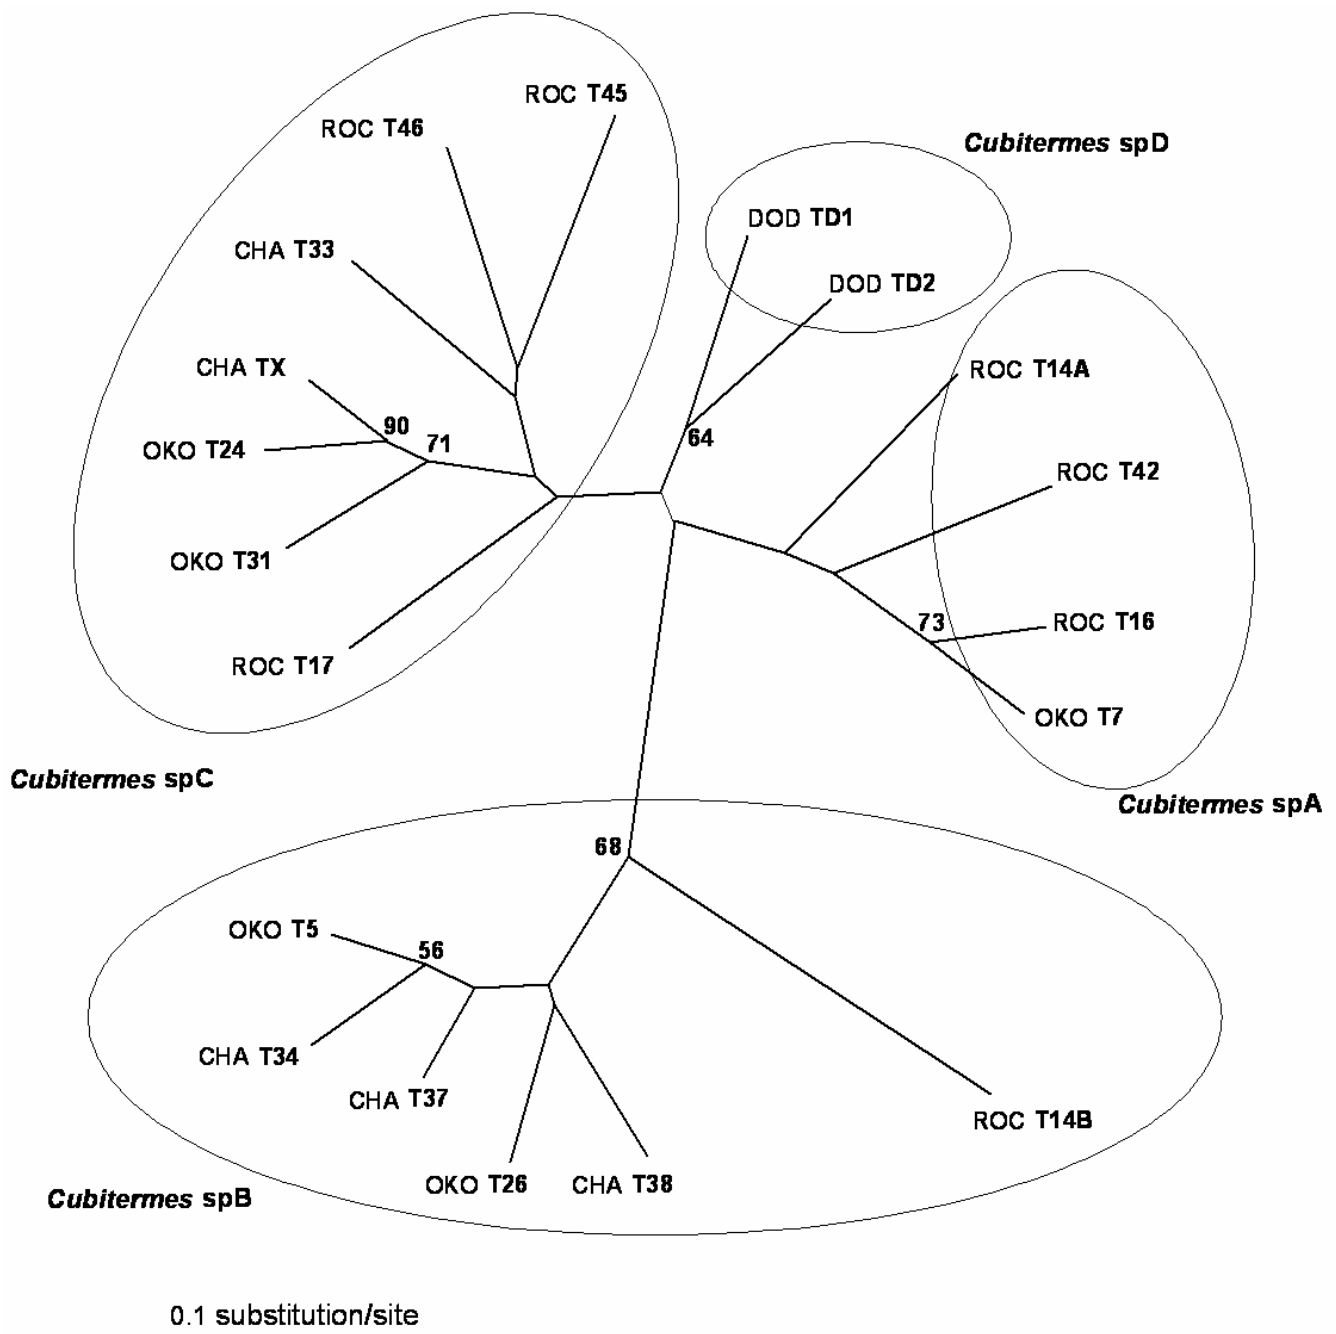 ROC T45
ROC T46
Cubitermes spD
DOD TD1
CHA T33
DOD TD2
CHA TX
ROC T14A
90
71
64
OKO T24
ROC T42
OKO T31
73
ROC T16
ROC T17
OKO T7
Cubitermes spC
Cubitermes spA
68
OKO T5
56
CHA T34
CHA T37
ROC T14B
OKO T26
CHA T38
Cubitermes spB
0.1 substitution/site